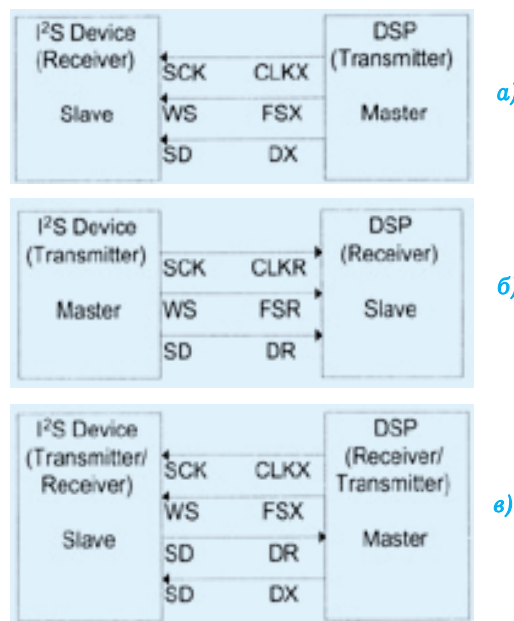 I²S Device
(Receiver)
Slave
SCK
WS
SD
CLKX
FSX
DX
DSP
(Transmitter)
Master
а)
I²S Device
(Transmitter)
Master
SCK
WS
SD
CLKR
FSR
DR
DSP
(Receiver)
Slave
б)
I²S Device
(Transmitter/
Receiver)
Slave
SCK
WS
SD
SD
CLKX
FSX
DR
DX
DSP
(Receiver/
Transmitter)
Master
в)